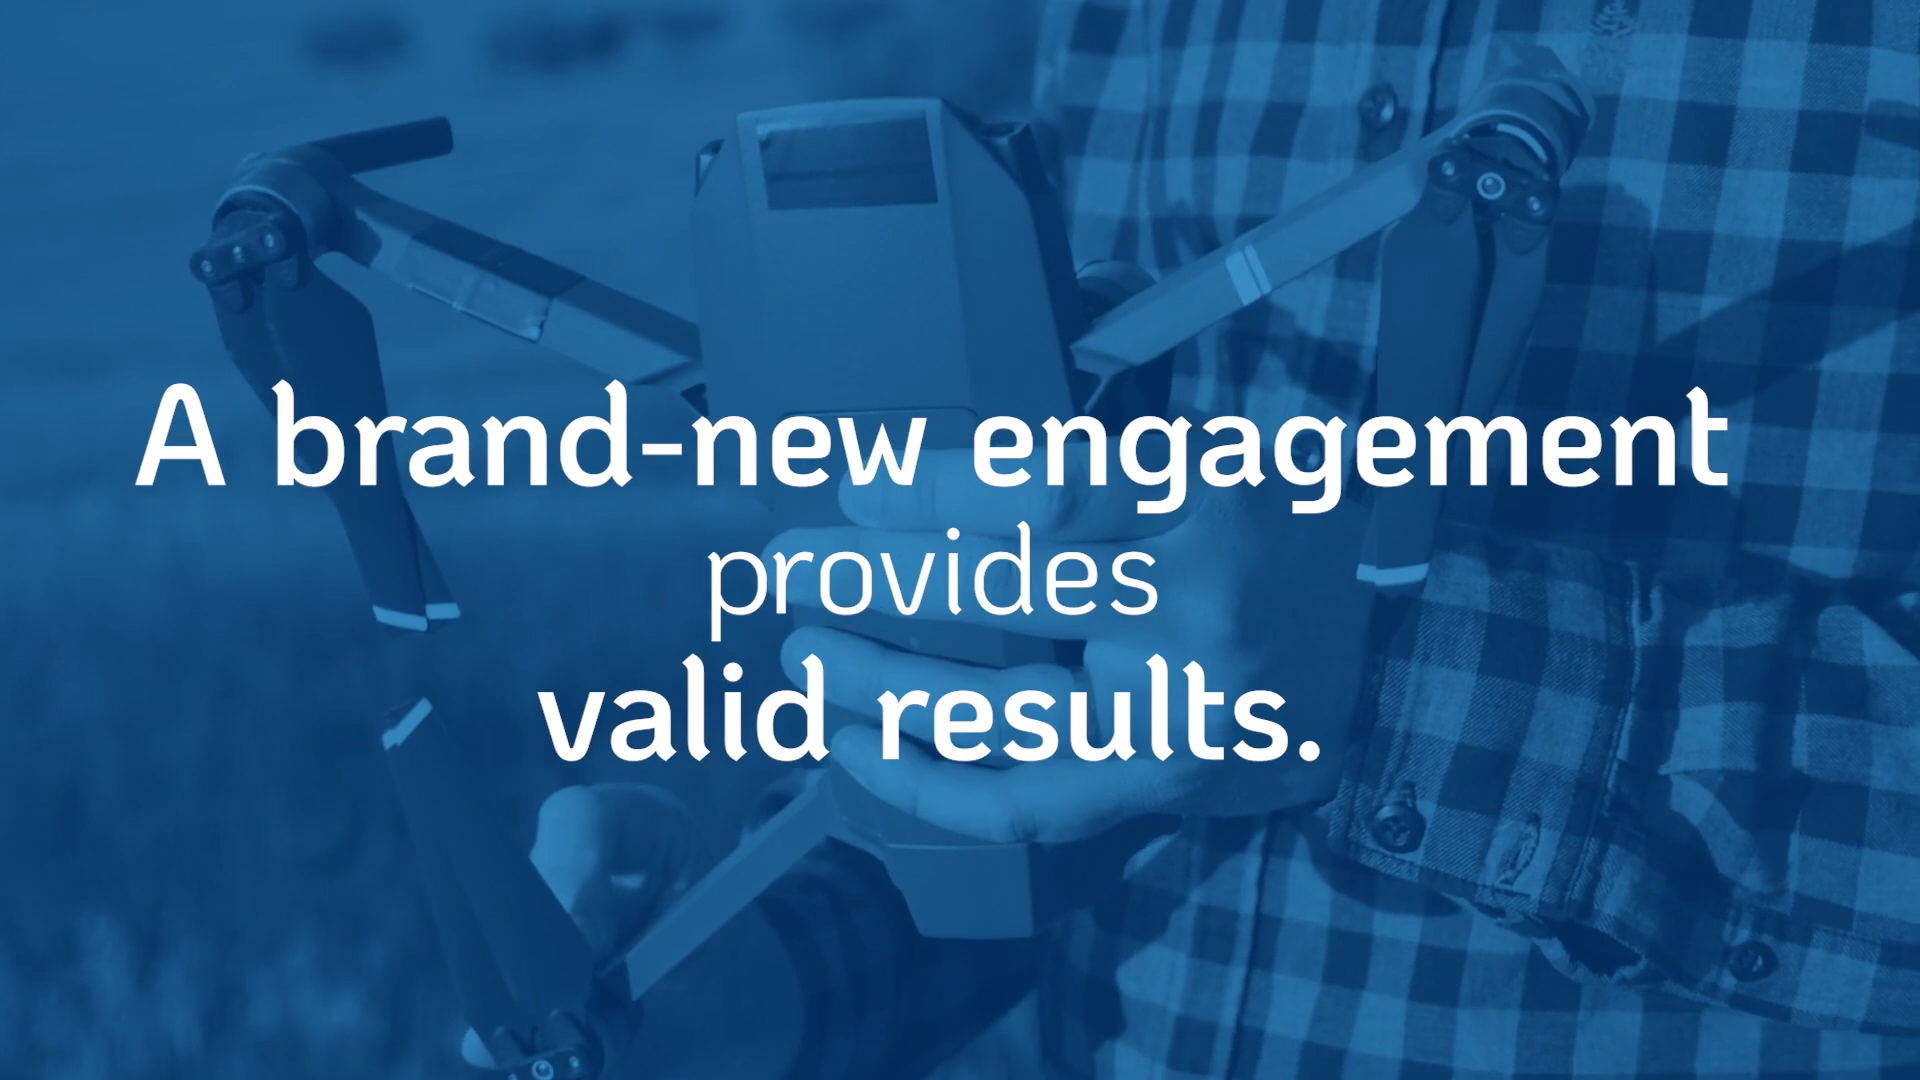 A brand-new engagement
provides
valid results.